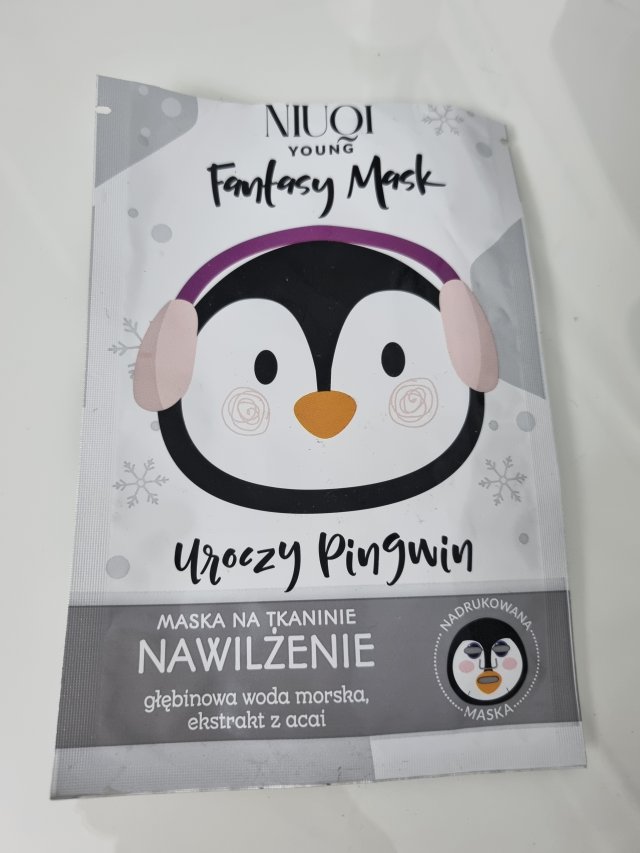 NIUQI
YOUNG
Fantasy Mask
Uroczy Pingwin
MASKA NA TKANINIE
NAWILŻENIE
głębinowa woda morska,
ekstrakt z acai
NADRUKOWANA
MASKA